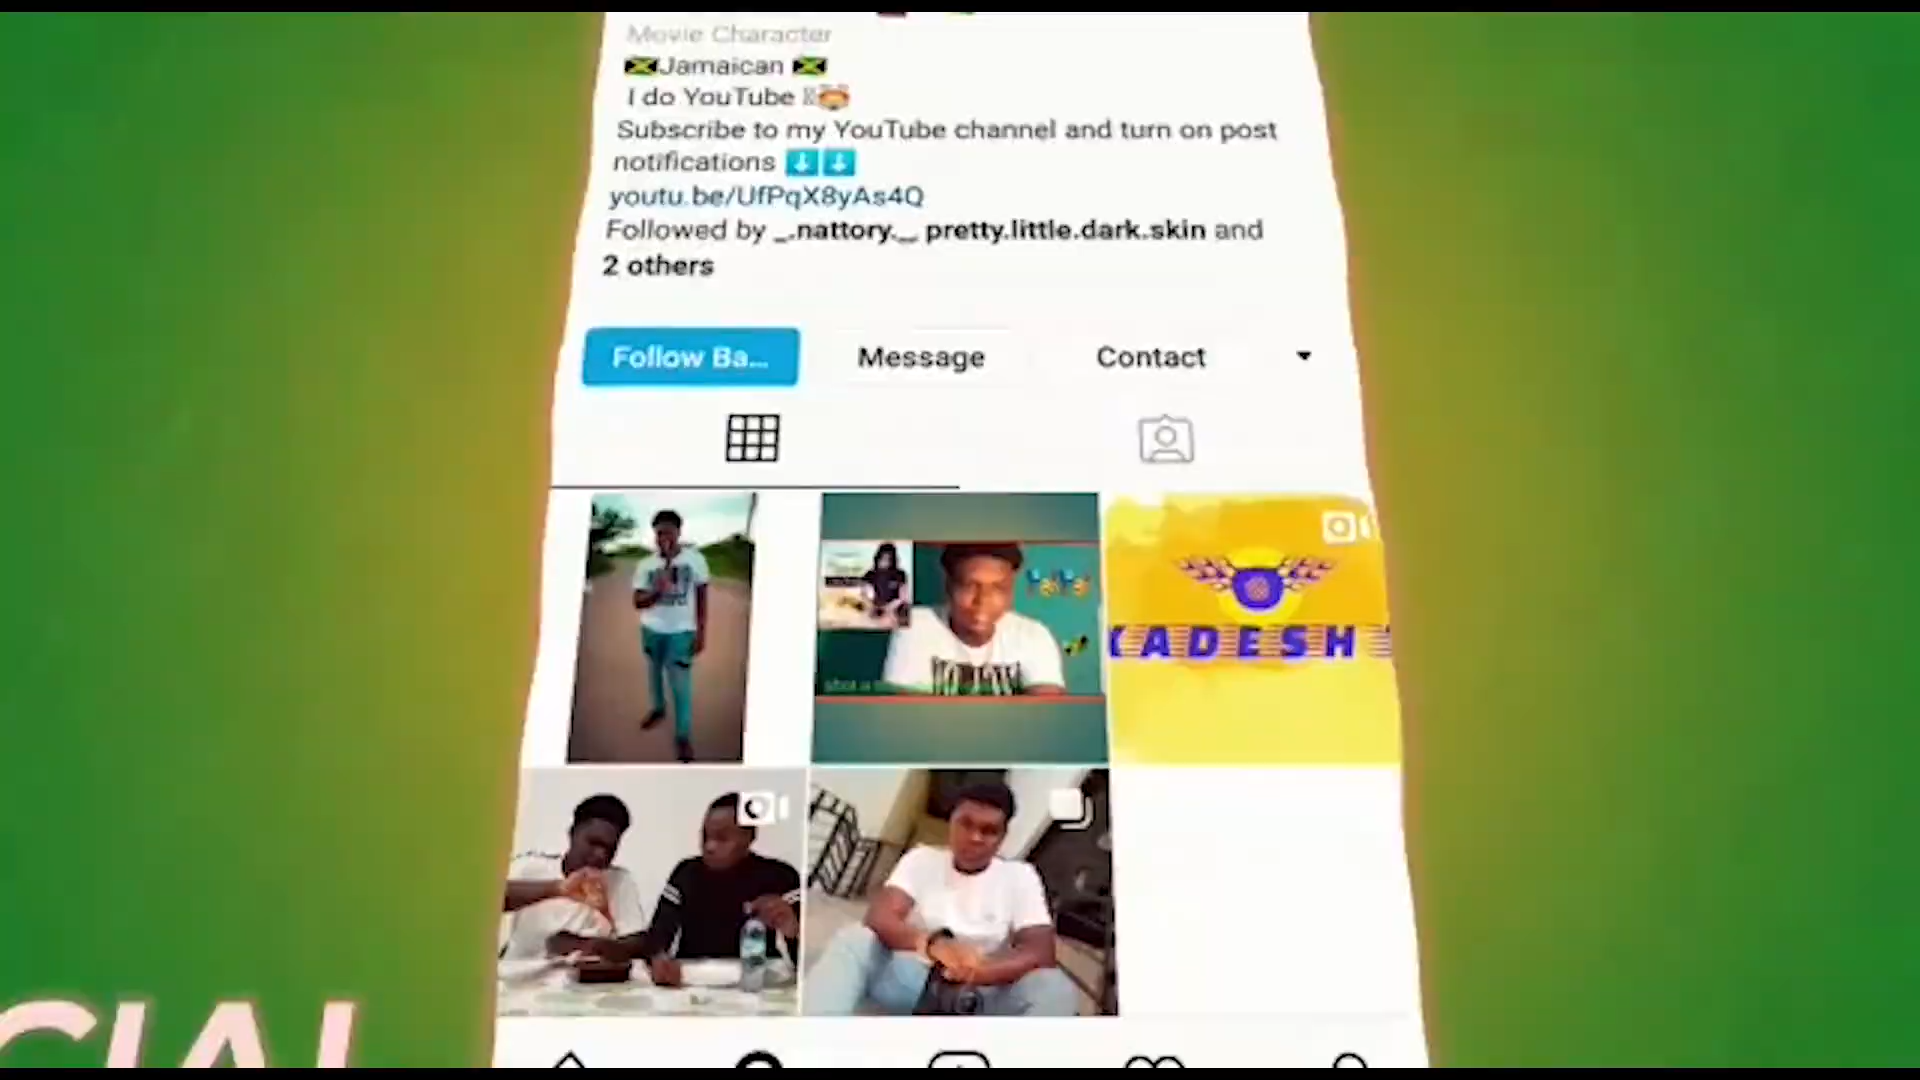 Movie Character
Jamaican
I do YouTube
Subscribe to my YouTube channel and turn on post
notifications
youtu.be/UfPqX8yAs4Q
Followed by _.nattory._, pretty.little.dark.skin and
2 others
Follow Ba...
Message
Contact
KADESH
CIAL